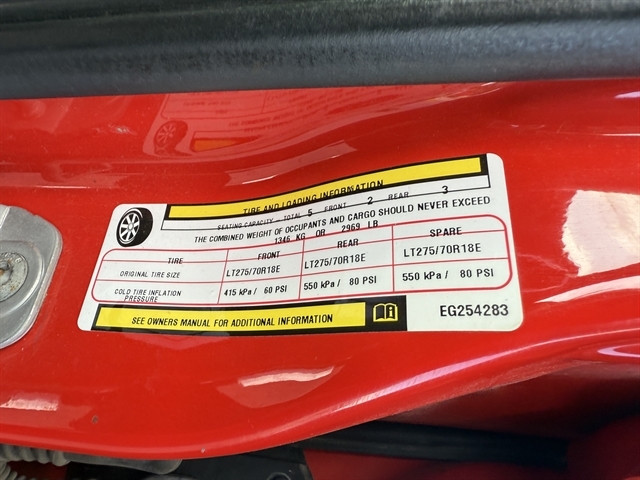 TIRE AND LOADING INFORMATION
SEATING CAPACITY TOTAL 5 FRONT 2 REAR 3
THE COMBINED WEIGHT OF OCCUPANTS AND CARGO SHOULD NEVER EXCEED
1346 KG OR 2969 LB
TIRE FRONT REAR SPARE
ORIGINAL TIRE SIZE LT275/70R18E LT275/70R18E LT275/70R18E
COLD TIRE INFLATION PRESSURE 415 kPa/ 60 PSI 550 kPa/ 80 PSI 550 kPa/ 80 PSI
SEE OWNERS MANUAL FOR ADDITIONAL INFORMATION EG254283